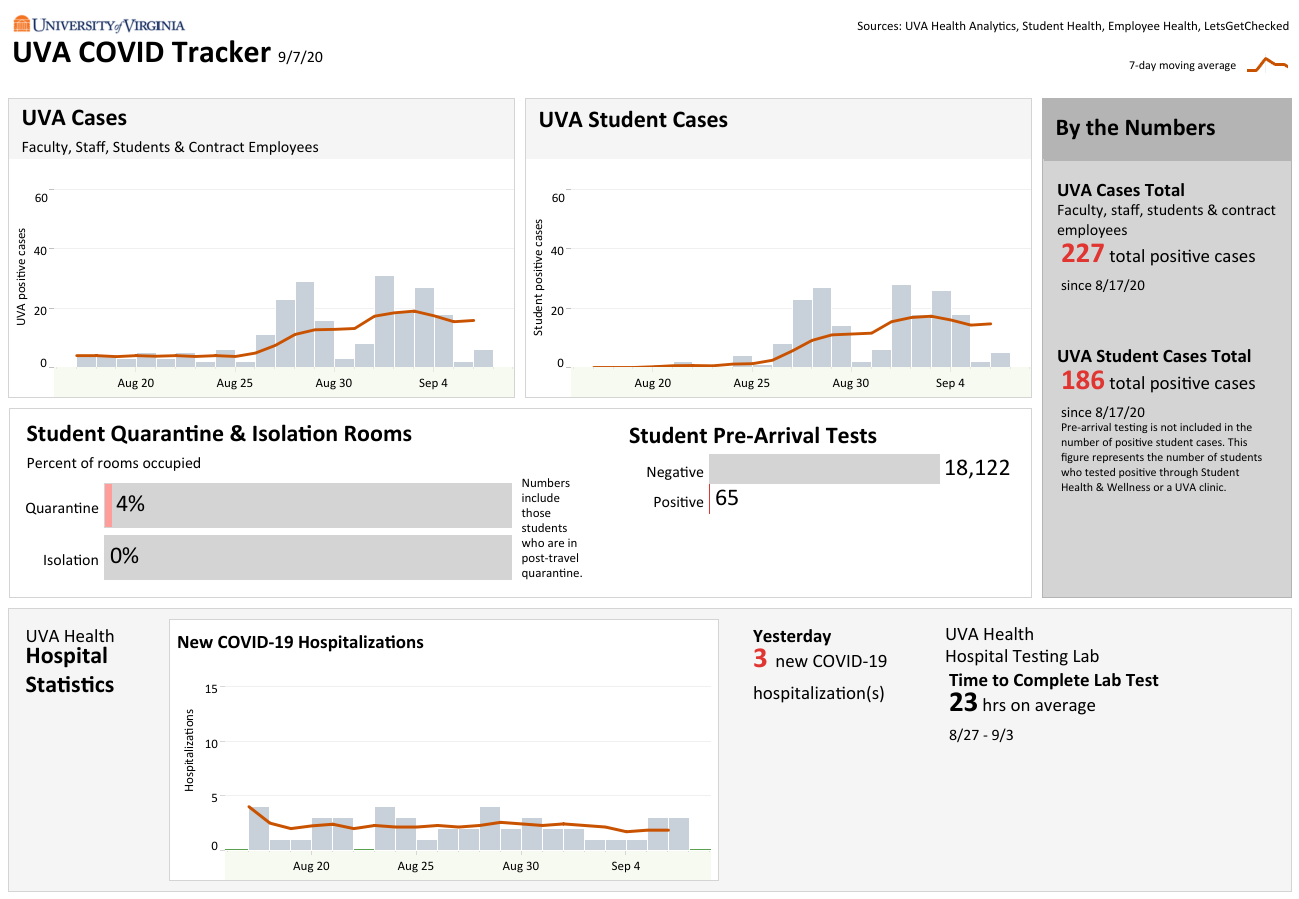 UNIVERSITY of VIRGINIA
UVA COVID Tracker 9/7/20
Sources: UVA Health Analytics, Student Health, Employee Health, LetsGetChecked
7-day moving average
UVA Cases
Faculty, Staff, Students & Contract Employees
UVA positive cases
60
40
20
0
Aug 20 Aug 25 Aug 30 Sep 4
UVA Student Cases
Student positive cases
60
40
20
0
Aug 20 Aug 25 Aug 30 Sep 4
By the Numbers
UVA Cases Total
Faculty, staff, students & contract
employees
227 total positive cases
since 8/17/20
UVA Student Cases Total
186 total positive cases
since 8/17/20
Pre-arrival testing is not included in the
number of positive student cases. This
figure represents the number of students
who tested positive through Student
Health & Wellness or a UVA clinic.
Student Quarantine & Isolation Rooms
Percent of rooms occupied
Quarantine 4%
Isolation 0%
Numbers
include
those
students
who are in
post-travel
quarantine.
Student Pre-Arrival Tests
Negative 18,122
Positive 65
UVA Health
Hospital
Statistics
New COVID-19 Hospitalizations
Hospitalizations
15
10
5
0
Aug 20 Aug 25 Aug 30 Sep 4
Yesterday
3 new COVID-19
hospitalization(s)
UVA Health
Hospital Testing Lab
Time to Complete Lab Test
23 hrs on average
8/27 - 9/3